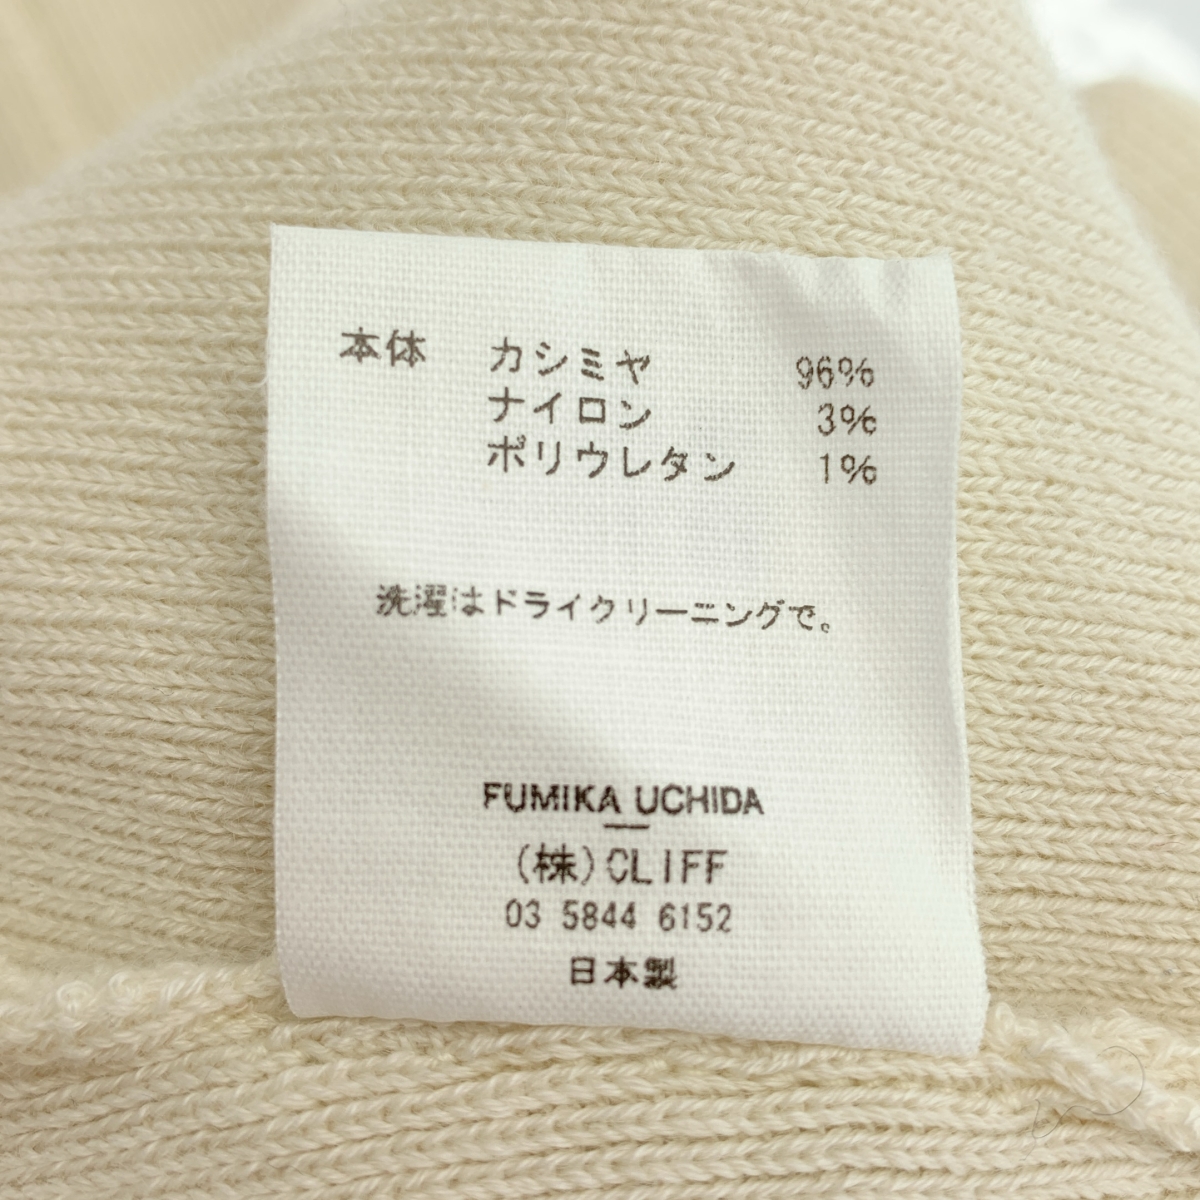 本体 カシミヤ 96%
ナイロン 3%
ポリウレタン 1%
洗濯はドライクリーニングで。
FUMIKA_UCHIDA
(株)CLIFF
03 5844 6152
日本製